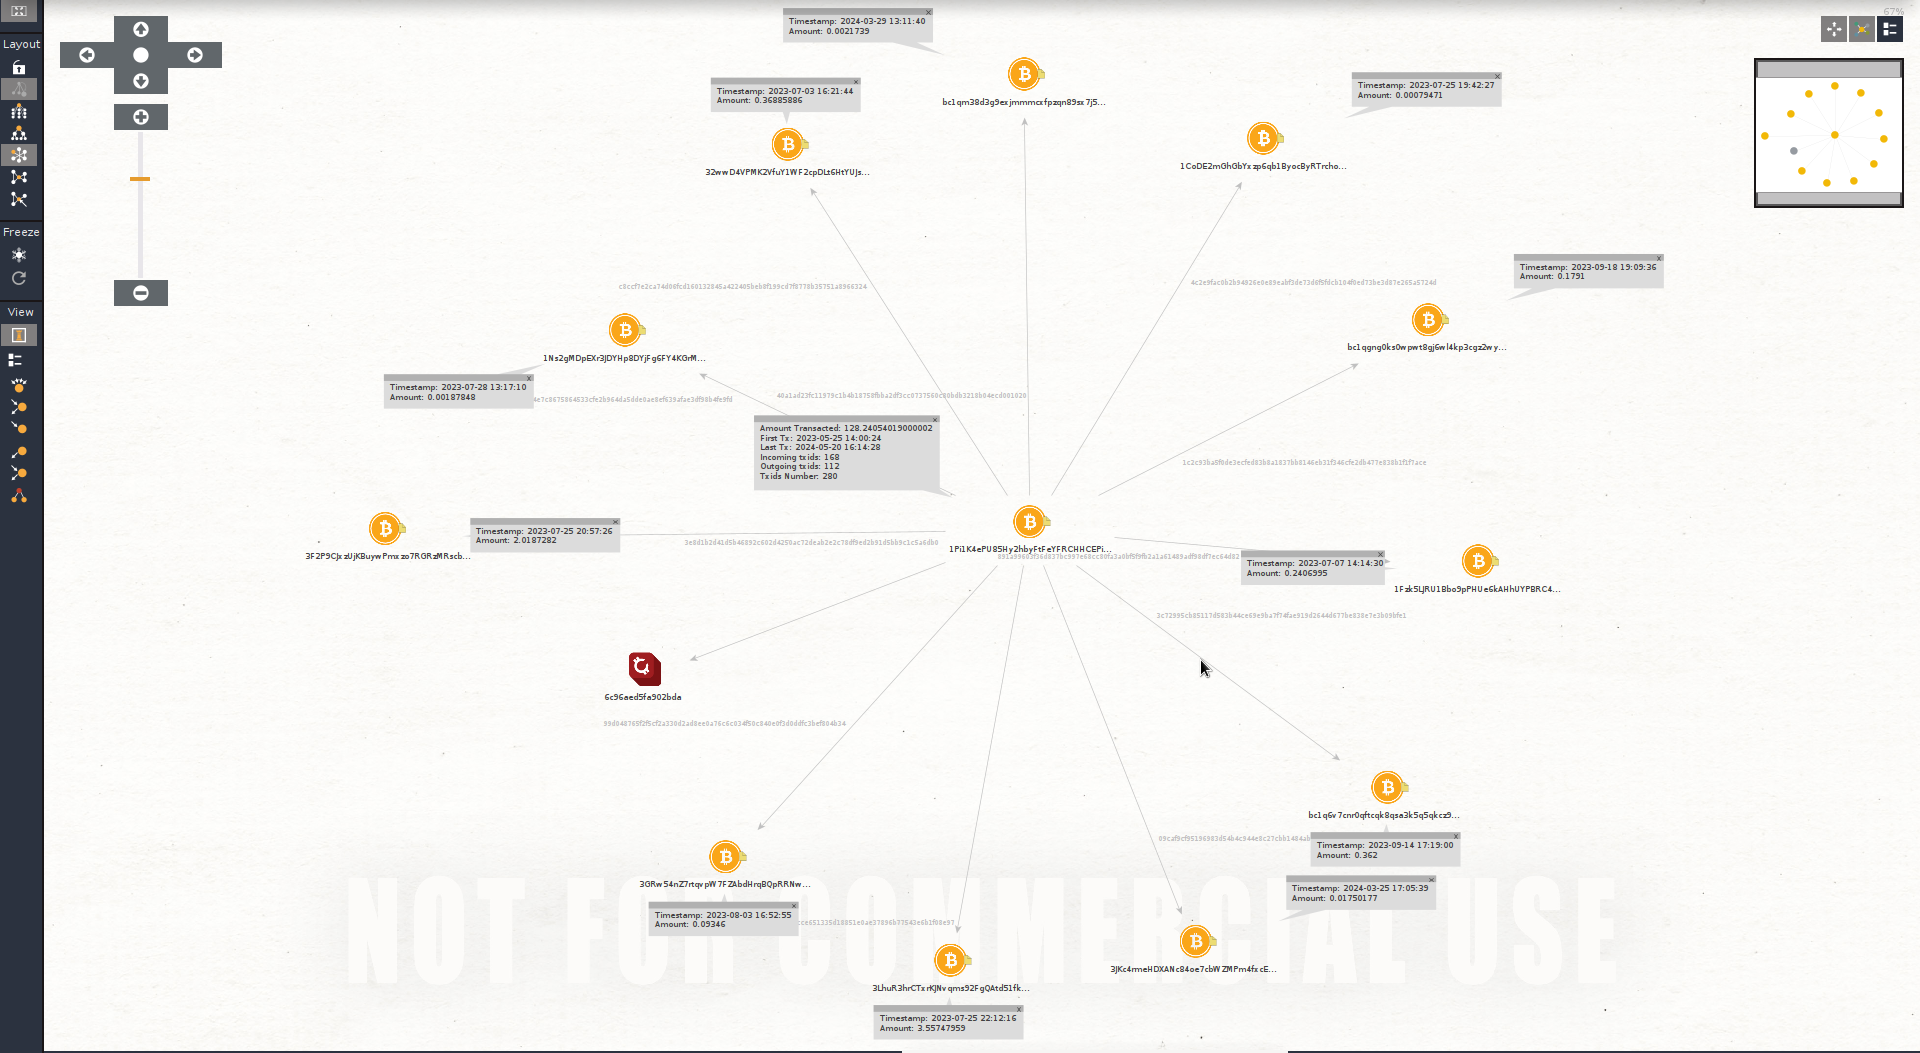 67%
Layout
Freeze
View
Timestamp: 2024-03-29 13:11:40
Amount: 0.0021739
bc1qm38d3g9exjmmmcxfpzqn89sx7j5...
Timestamp: 2023-07-03 16:21:44
Amount: 0.36885886
32wwD4VPMK2VfuY1WF2cpDLt6HtYUJs...
Timestamp: 2023-07-25 19:42:27
Amount: 0.00079471
1CoDE2mGhGbYxzp6qb1ByocByRTrcho...
Timestamp: 2023-09-18 19:09:36
Amount: 0.1791
bc1qgng0ks0wpwt8gj6wl4kp3cgz2wy...
1Ns2gMDpEXr3JDYHp8DYjFg6FY4KGrM...
Timestamp: 2023-07-28 13:17:10
Amount: 0.00187848
Amount Transacted: 128.24054019000002
First Tx: 2023-05-25 14:00:24
Last Tx: 2024-05-20 16:14:28
Incoming txids: 168
Outgoing txids: 112
Txids Number: 280
3F2P9CJxzUjKBuywPmxzo7RGRzMRscb...
Timestamp: 2023-07-25 20:57:26
Amount: 2.0187282
1Pi1K4ePU85Hy2hbyFtFeYFRCHHCEPi...
Timestamp: 2023-07-07 14:14:30
Amount: 0.2406995
1Fzk5LJRU1Bbo9pPHUe6kAHhUYPBRC4...
6c96aed5fa902bda
bc1q6v7cnr0qftcqk8qsa3k5q5qkcz9...
Timestamp: 2023-09-14 17:19:00
Amount: 0.362
3GRw54nZ7rtqvpW7FZAbdHrqBQpRRNw...
Timestamp: 2023-08-03 16:52:55
Amount: 0.09346
Timestamp: 2024-03-25 17:05:39
Amount: 0.01750177
3JKc4rmeHDXANc84oe7cbWZMPm4fxcE...
3LhuR3hrCTxrKJNvqms92FgQAtd51fk...
Timestamp: 2023-07-25 22:12:16
Amount: 3.55747959
NOT FOR COMMERCIAL USE